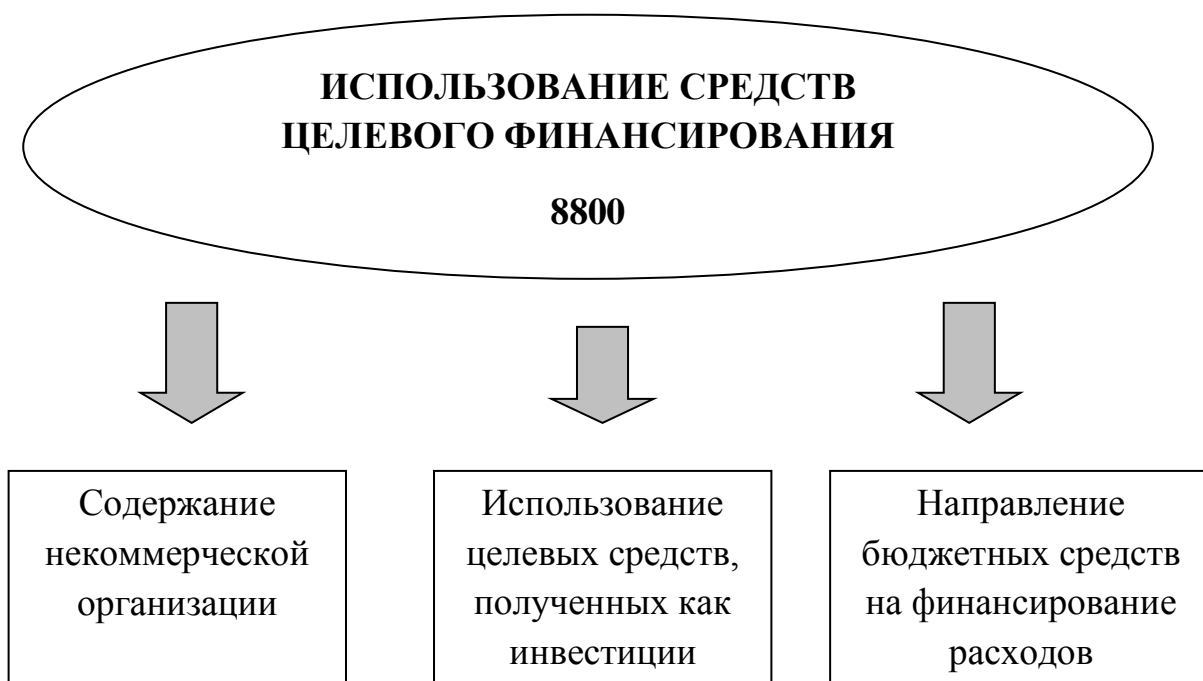 ИСПОЛЬЗОВАНИЕ СРЕДСТВ
ЦЕЛЕВОГО ФИНАНСИРОВАНИЯ
8800
Содержание
некоммерческой
организации
Использование
целевых средств,
полученных как
инвестиции
Направление
бюджетных средств
на финансирование
расходов